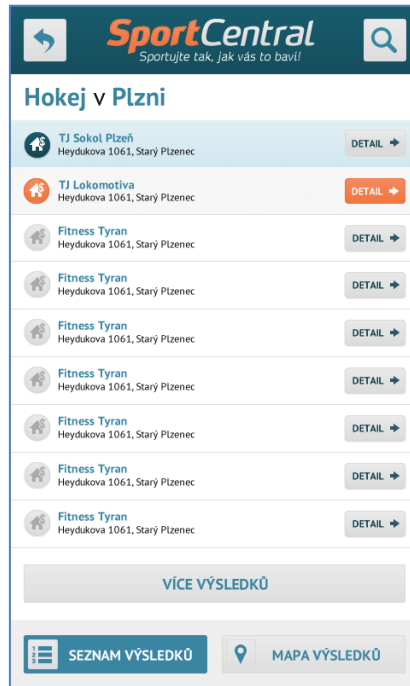 SportCentral
Sportujte tak, jak vás to baví!
Hokej v Plzni
TJ Sokol Plzeň
Heydukova 1061, Starý Plzenec
DETAIL
TJ Lokomotiva
Heydukova 1061, Starý Plzenec
DETAIL
Fitness Tyran
Heydukova 1061, Starý Plzenec
DETAIL
Fitness Tyran
Heydukova 1061, Starý Plzenec
DETAIL
Fitness Tyran
Heydukova 1061, Starý Plzenec
DETAIL
Fitness Tyran
Heydukova 1061, Starý Plzenec
DETAIL
Fitness Tyran
Heydukova 1061, Starý Plzenec
DETAIL
Fitness Tyran
Heydukova 1061, Starý Plzenec
DETAIL
Fitness Tyran
Heydukova 1061, Starý Plzenec
DETAIL
VÍCE VÝSLEDKŮ
SEZNAM VÝSLEDKŮ
MAPA VÝSLEDKŮ